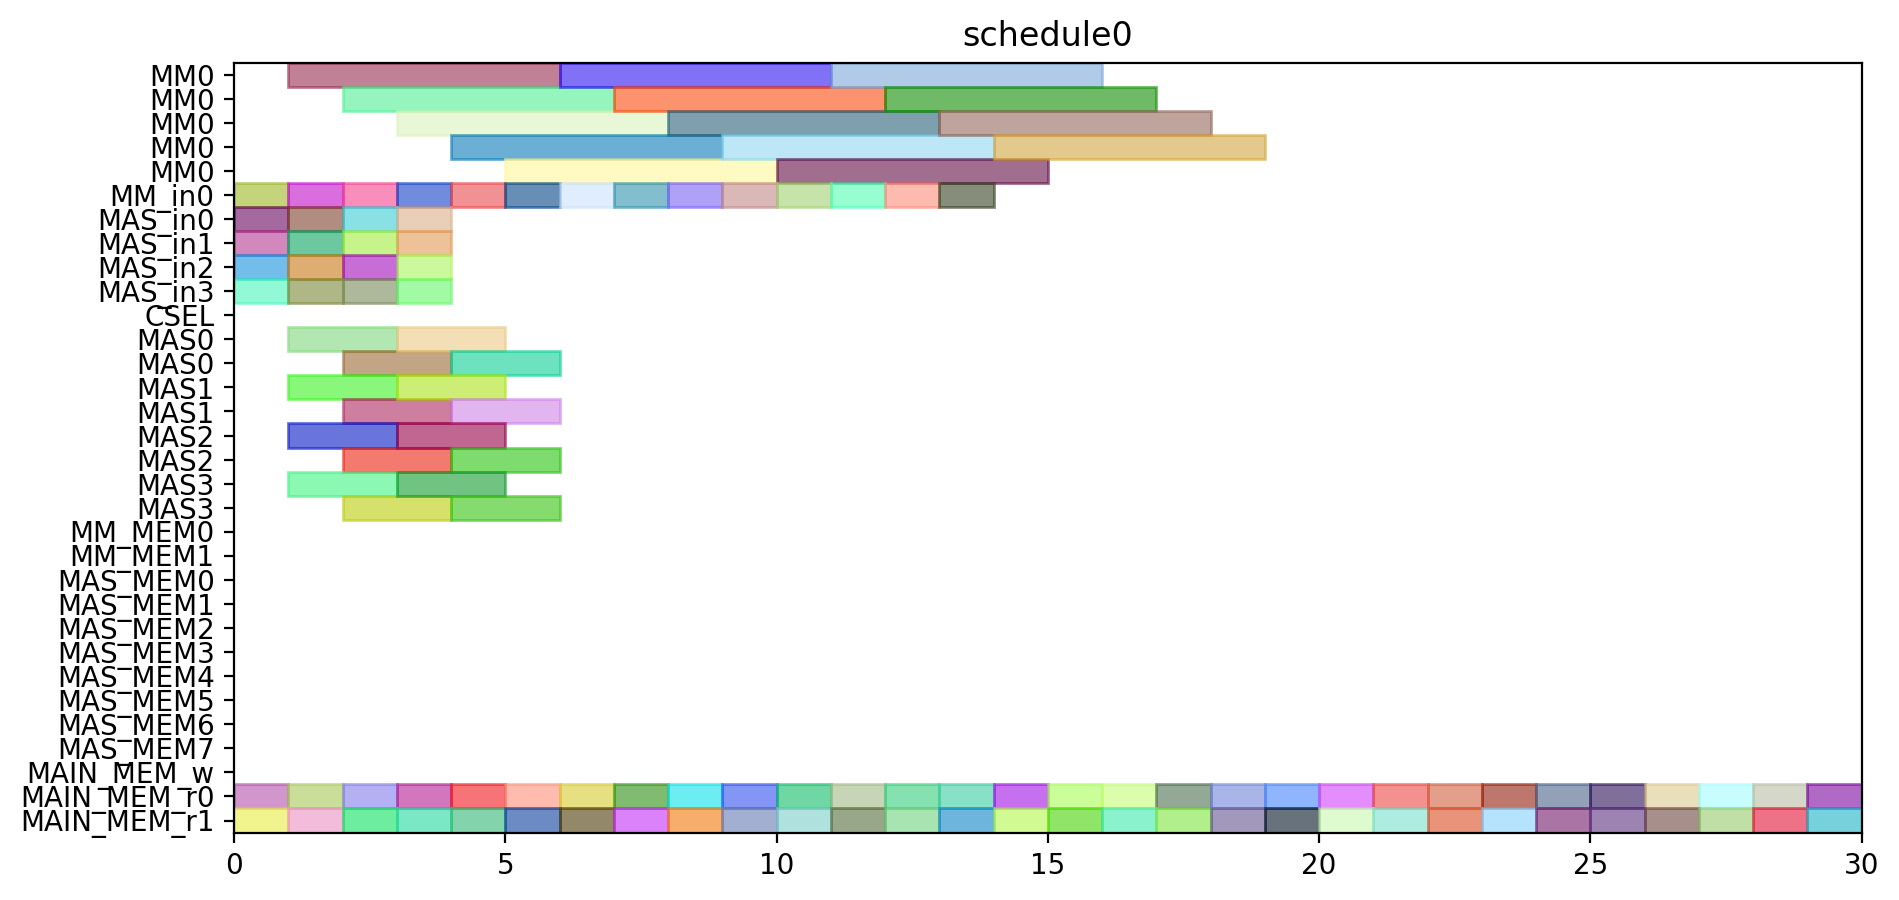 schedule0
MM0
MM0
MM0
MM0
MM0
MM_in0
MAS_in0
MAS_in1
MAS_in2
MAS_in3
CSEL
MAS0
MAS0
MAS1
MAS1
MAS2
MAS2
MAS3
MAS3
MM_MEM0
MM_MEM1
MAS_MEM0
MAS_MEM1
MAS_MEM2
MAS_MEM3
MAS_MEM4
MAS_MEM5
MAS_MEM6
MAS_MEM7
MAIN_MEM_w
MAIN_MEM_r0
MAIN_MEM_r1
0 5 10 15 20 25 30